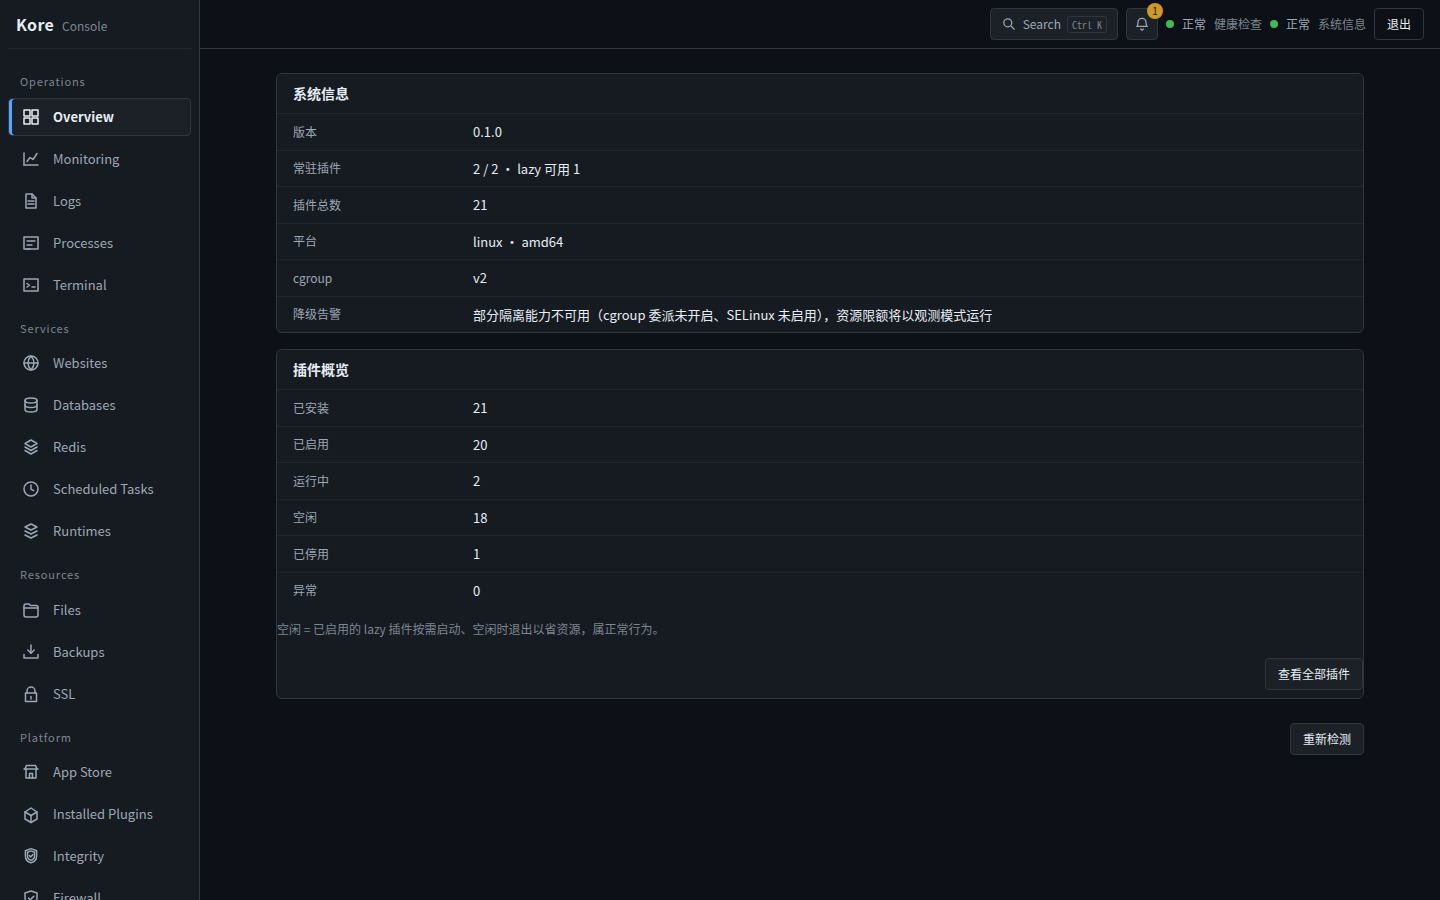 Kore Console
Search Ctrl K
1
正常 健康检查 正常 系统信息
退出
Operations
Overview
Monitoring
Logs
Processes
Terminal
Services
Websites
Databases
Redis
Scheduled Tasks
Runtimes
Resources
Files
Backups
SSL
Platform
App Store
Installed Plugins
Integrity
Firewall
系统信息
版本 0.1.0
常驻插件 2 / 2 · lazy 可用 1
插件总数 21
平台 linux · amd64
cgroup v2
降级告警 部分隔离能力不可用（cgroup 委派未开启、SELinux 未启用），资源限额将以观测模式运行
插件概览
已安装 21
已启用 20
运行中 2
空闲 18
已停用 1
异常 0
空闲 = 已启用的 lazy 插件按需启动、空闲时退出以省资源，属正常行为。
查看全部插件
重新检测